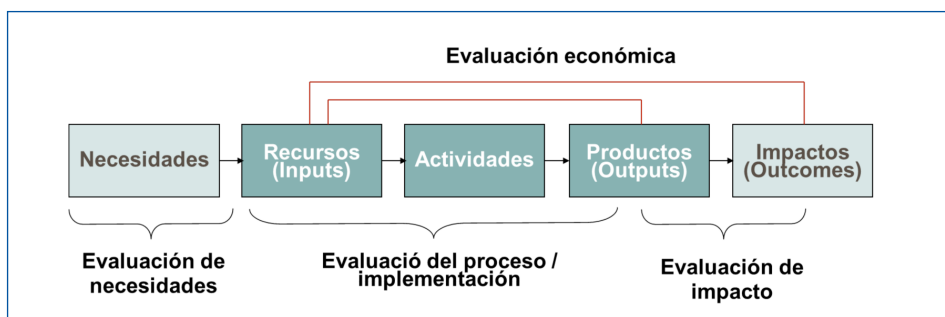 Evaluación económica
Necesidades
Recursos
(Inputs)
Actividades
Productos
(Outputs)
Impactos
(Outcomes)
Evaluación de
necesidades
Evaluació del proceso /
implementación
Evaluación de
impacto